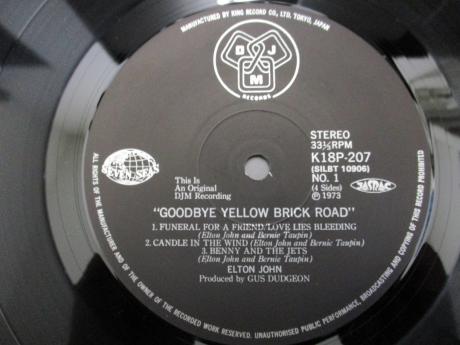 MANUFACTURED BY KING RECORD CO., LTD. TOKYO, JAPAN
D J
M
RECORDS
STEREO
33⅓RPM
K18P-207
(SILBT 10906)
NO. 1
(4 Sides)
℗ 1973
SEVEN SEAS
This Is
An Original
DJM Recording
JASRAC
"GOODBYE YELLOW BRICK ROAD"
1. FUNERAL FOR A FRIEND/LOVE LIES BLEEDING
(Elton John and Bernie Taupin)
2. CANDLE IN THE WIND (Elton John and Bernie Taupin)
3. BENNY AND THE JETS
(Elton John and Bernie Taupin)
ELTON JOHN
Produced by GUS DUDGEON
ALL RIGHTS OF THE MANUFACTURER AND OF THE OWNER OF THE RECORDED WORK RESERVED. UNAUTHORISED PUBLIC PERFORMANCE, BROADCASTING AND COPYING OF THIS RECORD PROHIBITED